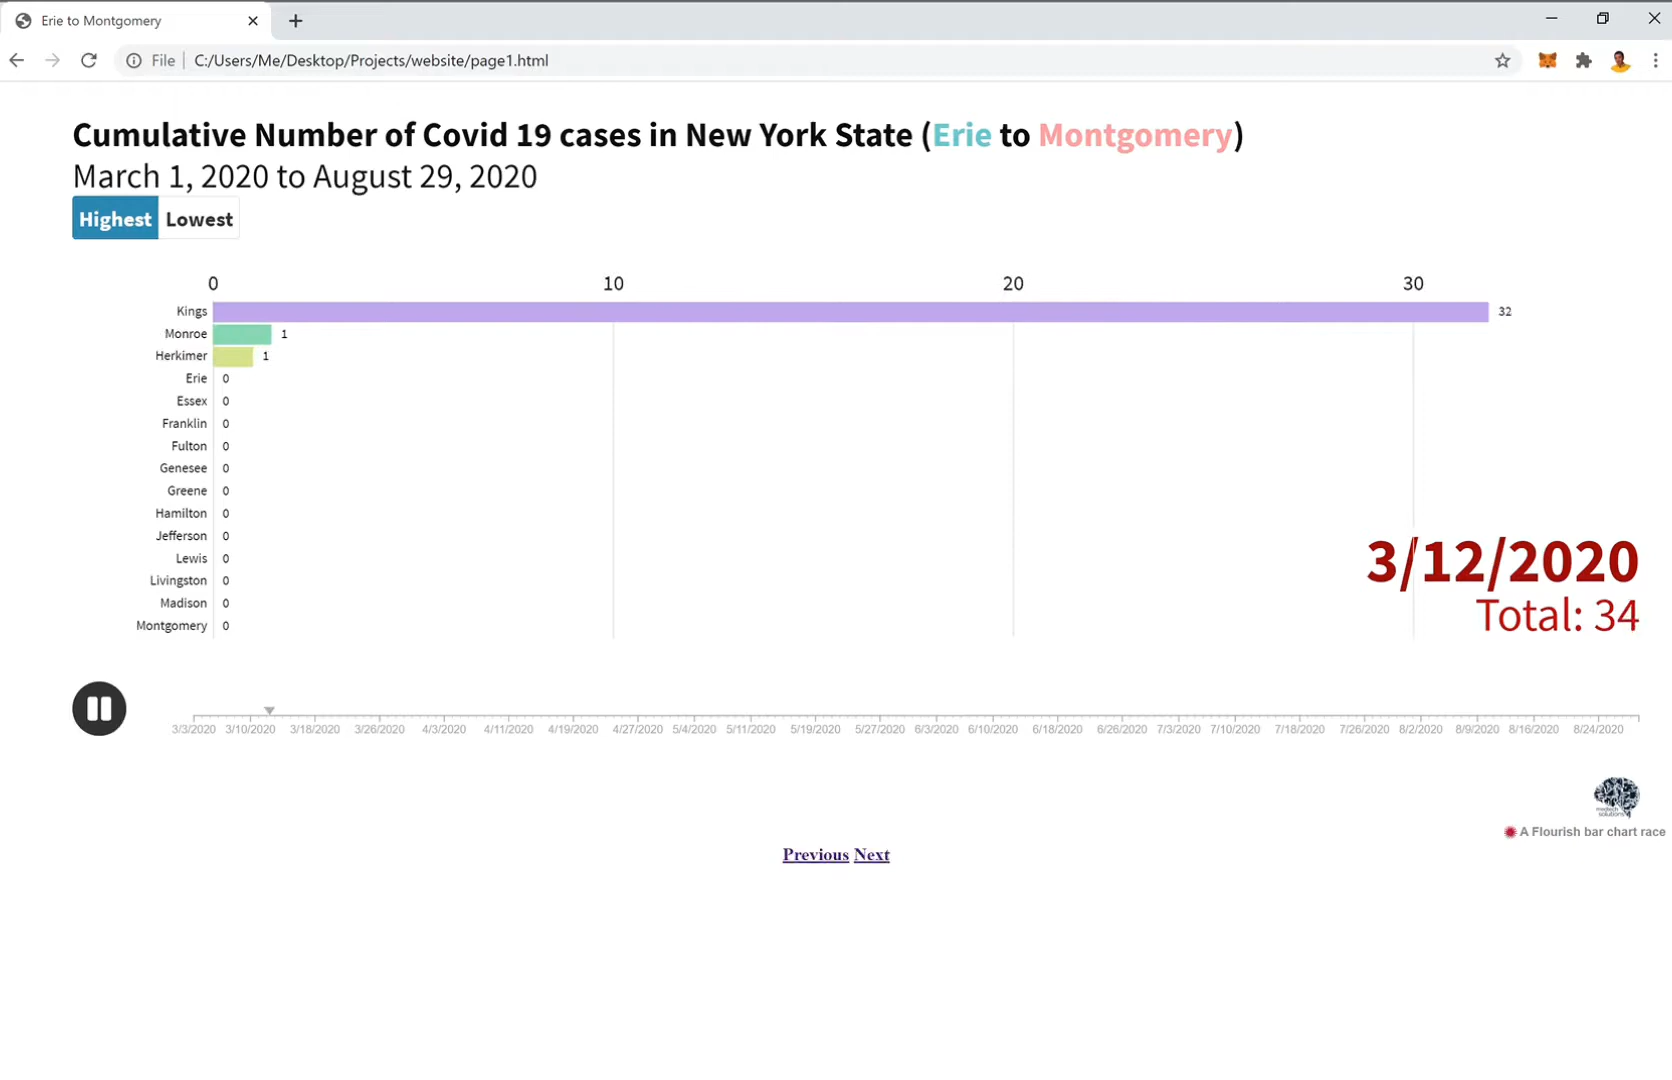 Erie to Montgomery
File C:/Users/Me/Desktop/Projects/website/page1.html
Cumulative Number of Covid 19 cases in New York State (Erie to Montgomery)
March 1, 2020 to August 29, 2020
Highest Lowest
0 10 20 30
Kings 32
Monroe 1
Herkimer 1
Erie 0
Essex 0
Franklin 0
Fulton 0
Genesee 0
Greene 0
Hamilton 0
Jefferson 0
Lewis 0
Livingston 0
Madison 0
Montgomery 0
3/12/2020
Total: 34
3/3/2020 3/10/2020 3/18/2020 3/26/2020 4/3/2020 4/11/2020 4/19/2020 4/27/2020 5/4/2020 5/11/2020 5/19/2020 5/27/2020 6/3/2020 6/10/2020 6/18/2020 6/26/2020 7/3/2020 7/10/2020 7/18/2020 7/26/2020 8/2/2020 8/9/2020 8/16/2020 8/24/2020
solutions
A Flourish bar chart race
Previous Next